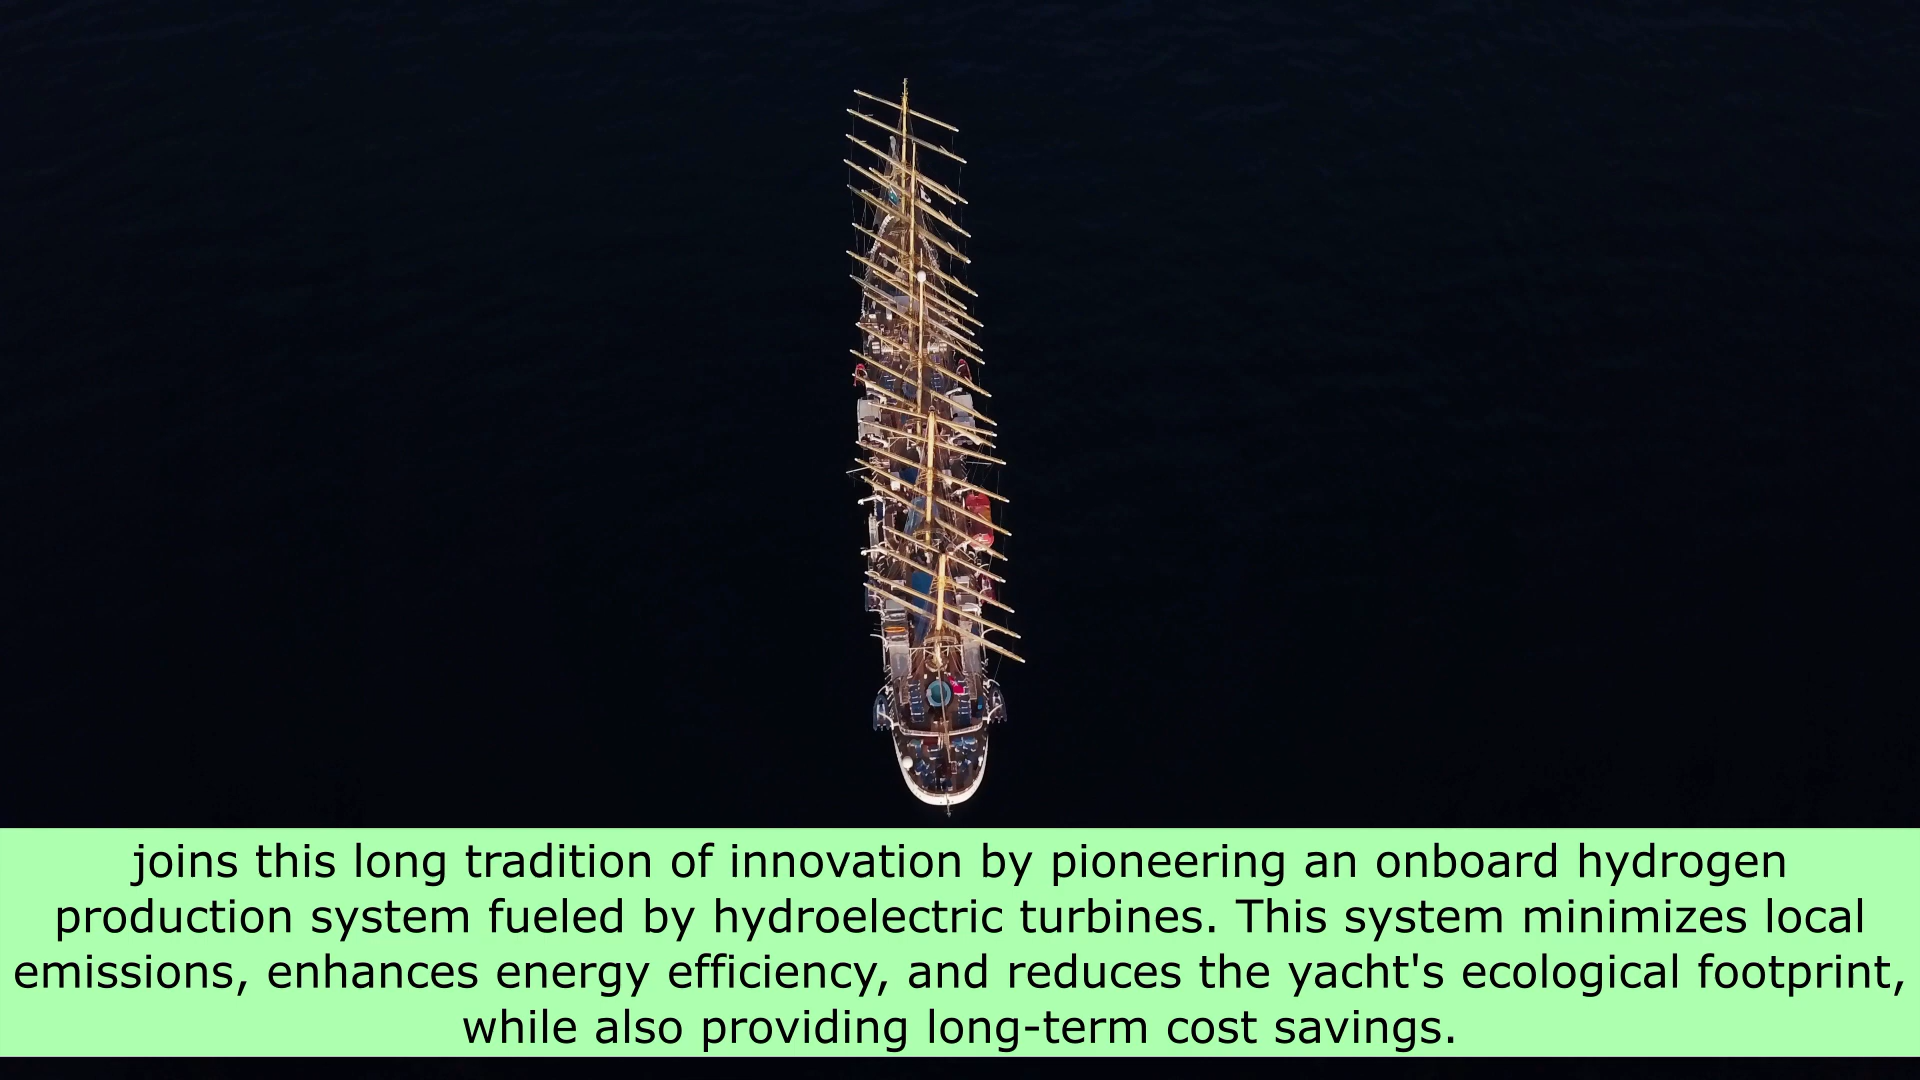 joins this long tradition of innovation by pioneering an onboard hydrogen
production system fueled by hydroelectric turbines. This system minimizes local
emissions, enhances energy efficiency, and reduces the yacht's ecological footprint,
while also providing long-term cost savings.